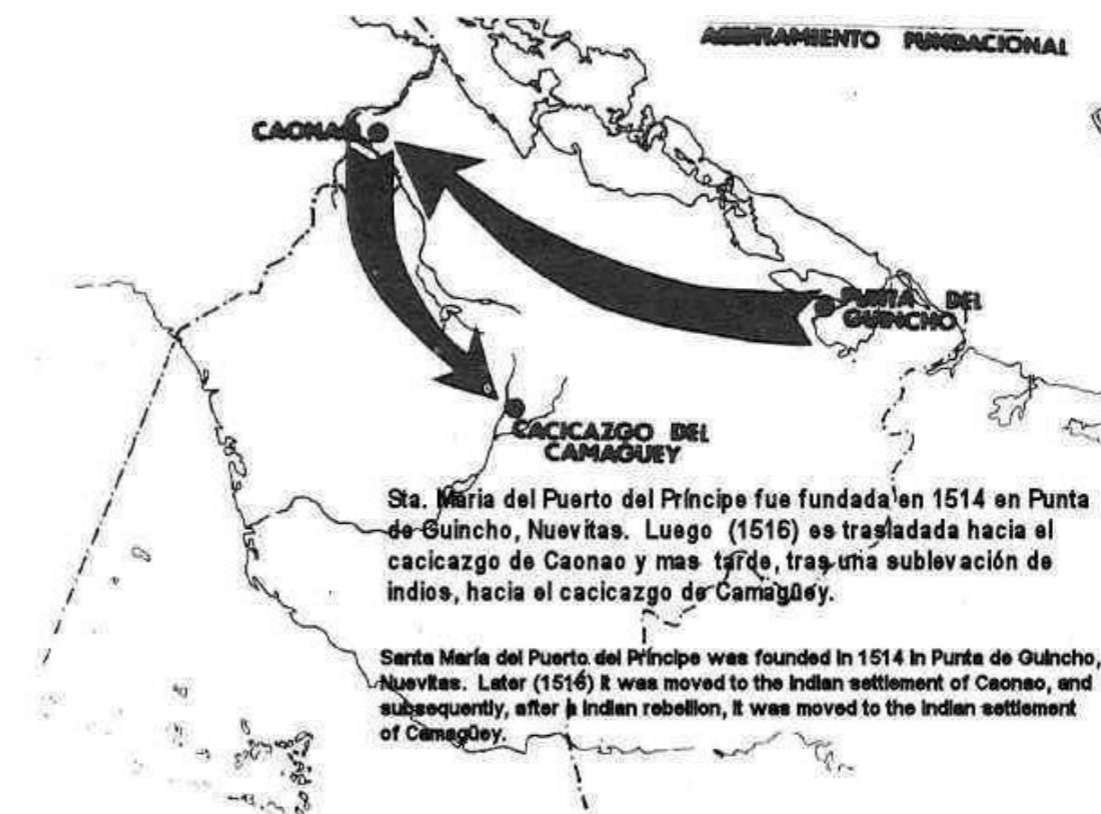 ASENTAMIENTO FUNDACIONAL
CAONAO
PUNTA DEL
GUINCHO
CACICAZGO DEL
CAMAGUEY
Sta. Maria del Puerto del Príncipe fue fundada en 1514 en Punta
de Guincho, Nuevitas. Luego (1516) es trasladada hacia el
cacicazgo de Caonao y mas tarde, tras una sublevación de
indios, hacia el cacicazgo de Camagüey.
Santa María del Puerto del Príncipe was founded in 1514 in Punta de Guincho,
Nuevitas. Later (1516) it was moved to the Indian settlement of Caonao, and
subsequently, after a Indian rebellion, it was moved to the Indian settlement
of Camagüey.